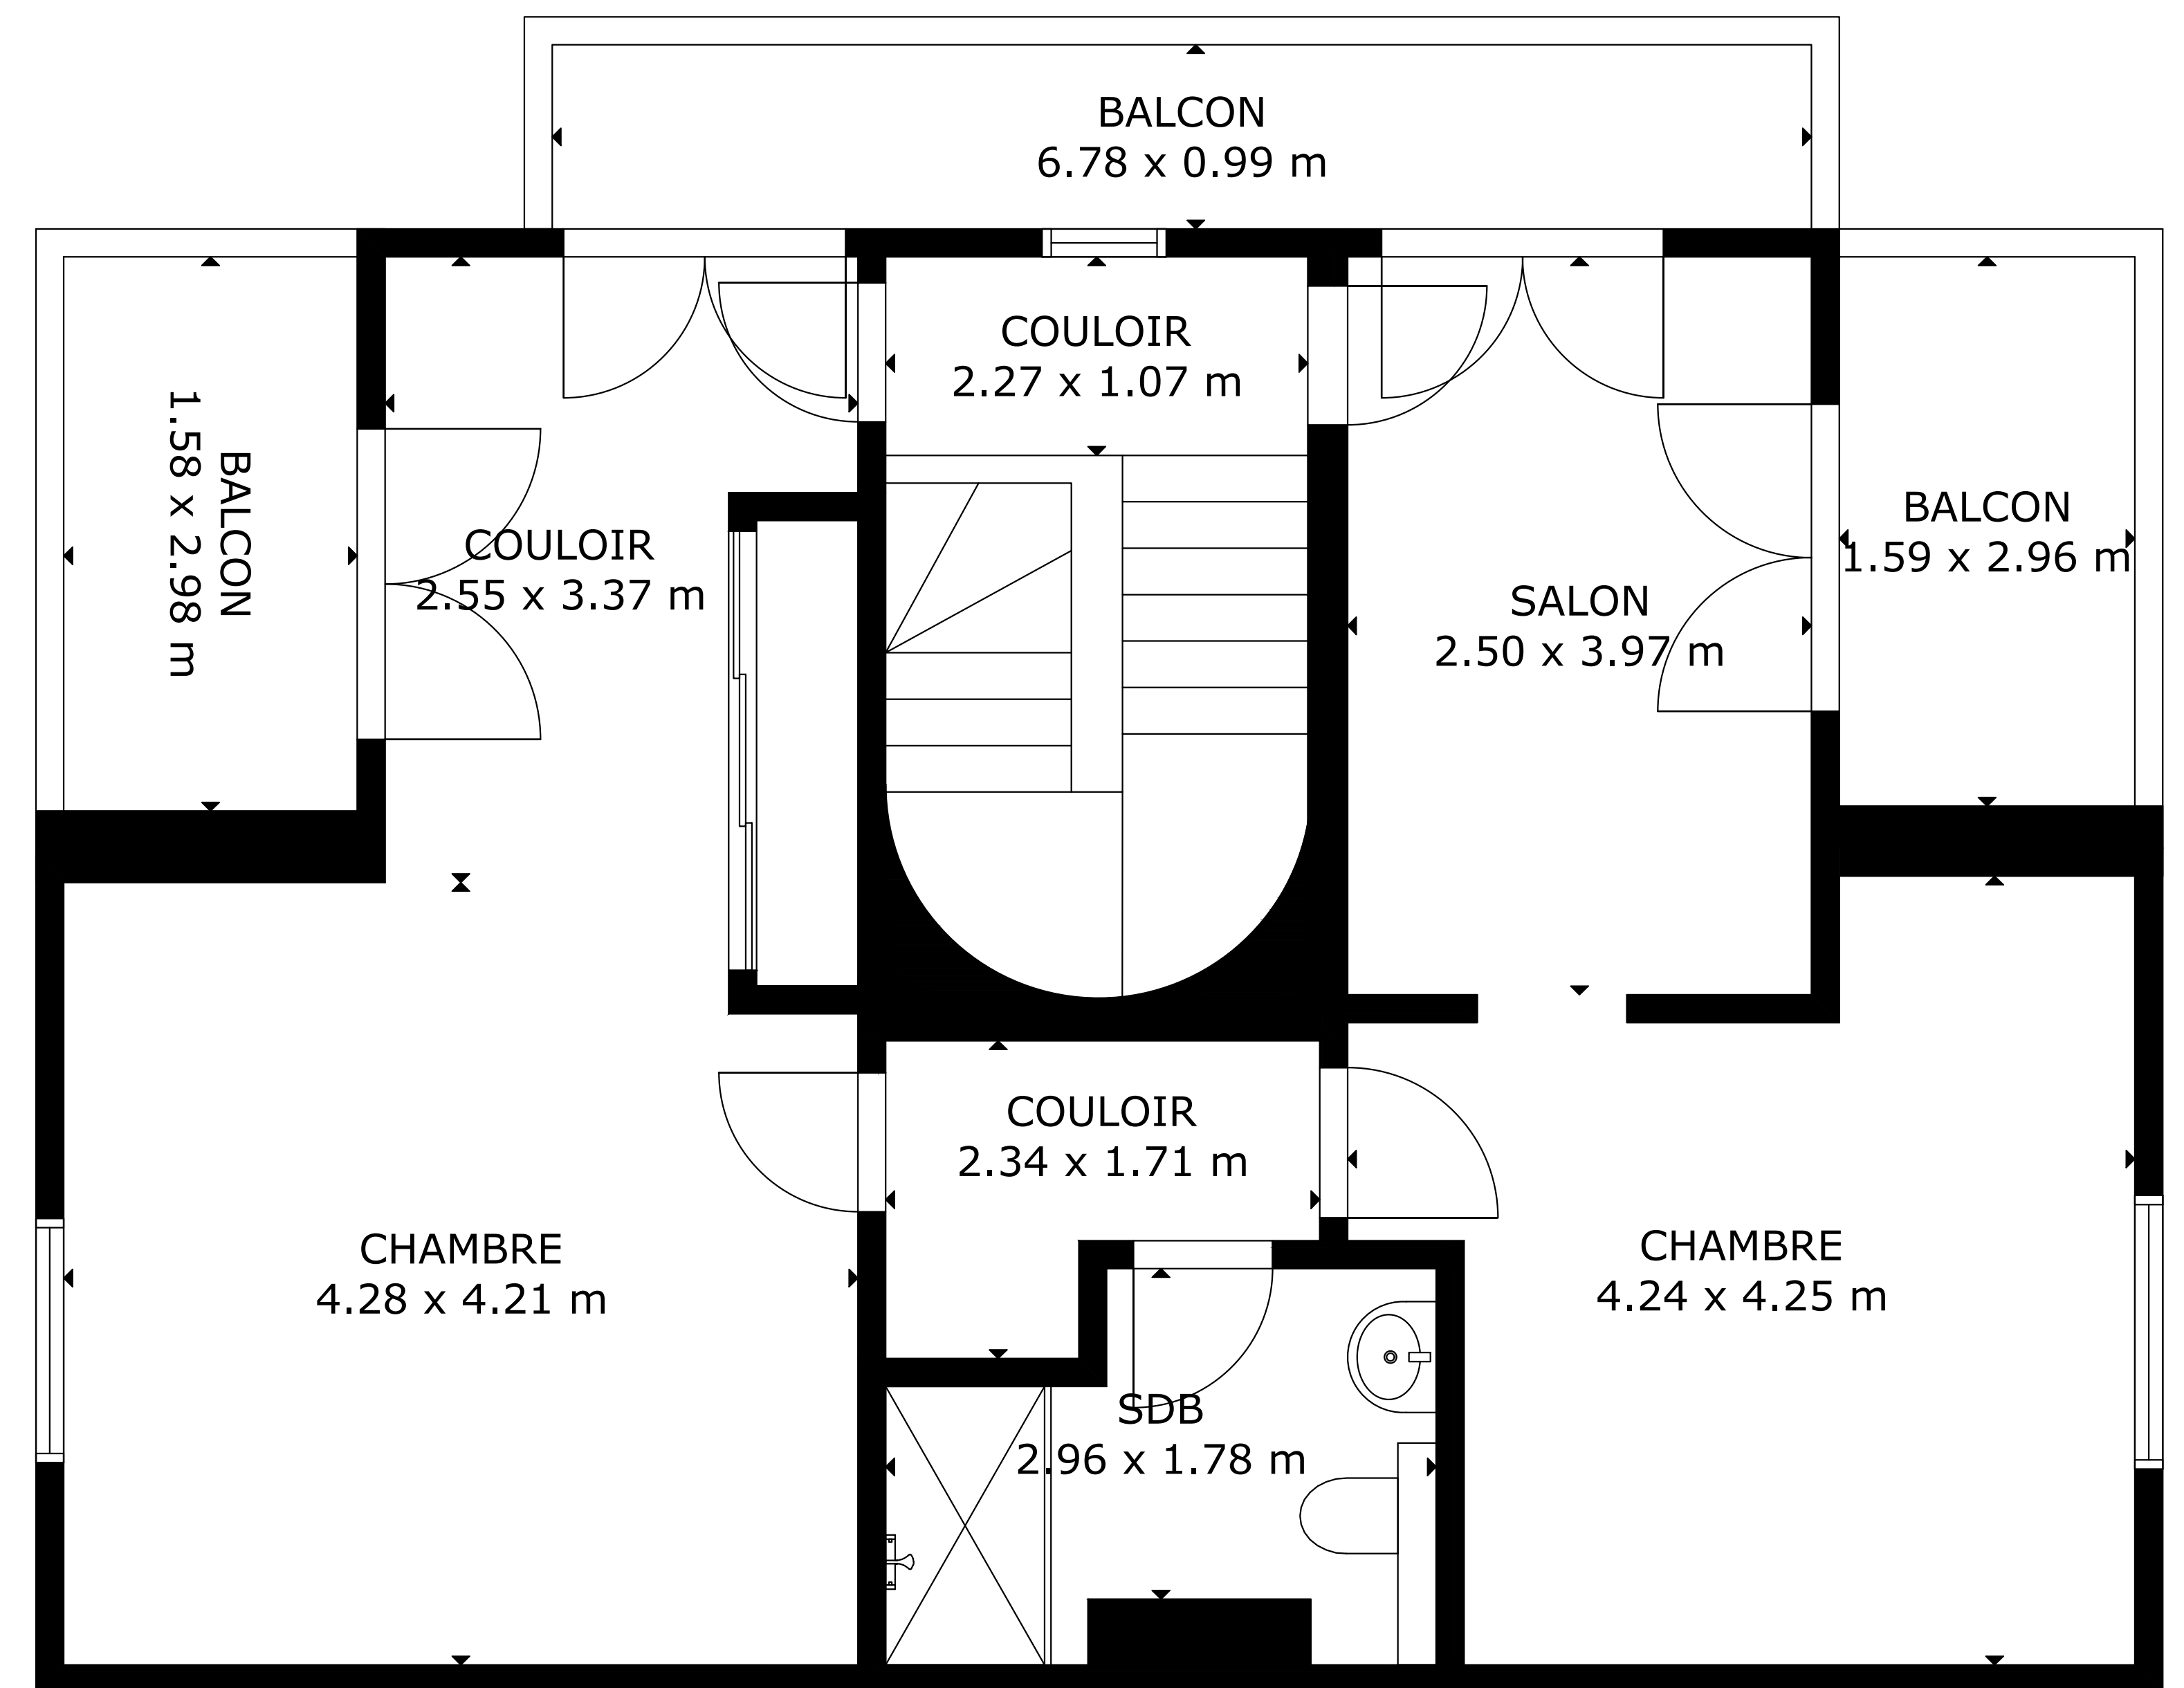 BALCON
6.78 x 0.99 m
COULOIR
2.27 x 1.07 m
BALCON
1.58 x 2.98 m
COULOIR
2.55 x 3.37 m
SALON
2.50 x 3.97 m
BALCON
1.59 x 2.96 m
COULOIR
2.34 x 1.71 m
CHAMBRE
4.28 x 4.21 m
CHAMBRE
4.24 x 4.25 m
SDB
2.96 x 1.78 m